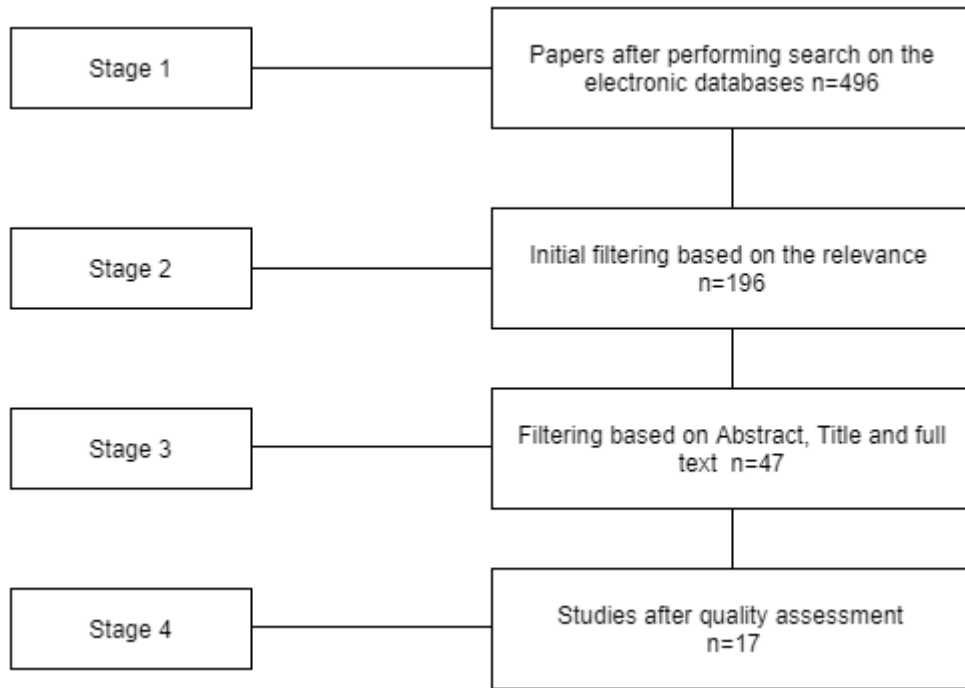 Stage 1
Papers after performing search on the
electronic databases n=496
Stage 2
Initial filtering based on the relevance
n=196
Stage 3
Filtering based on Abstract, Title and full
text  n=47
Stage 4
Studies after quality assessment
n=17